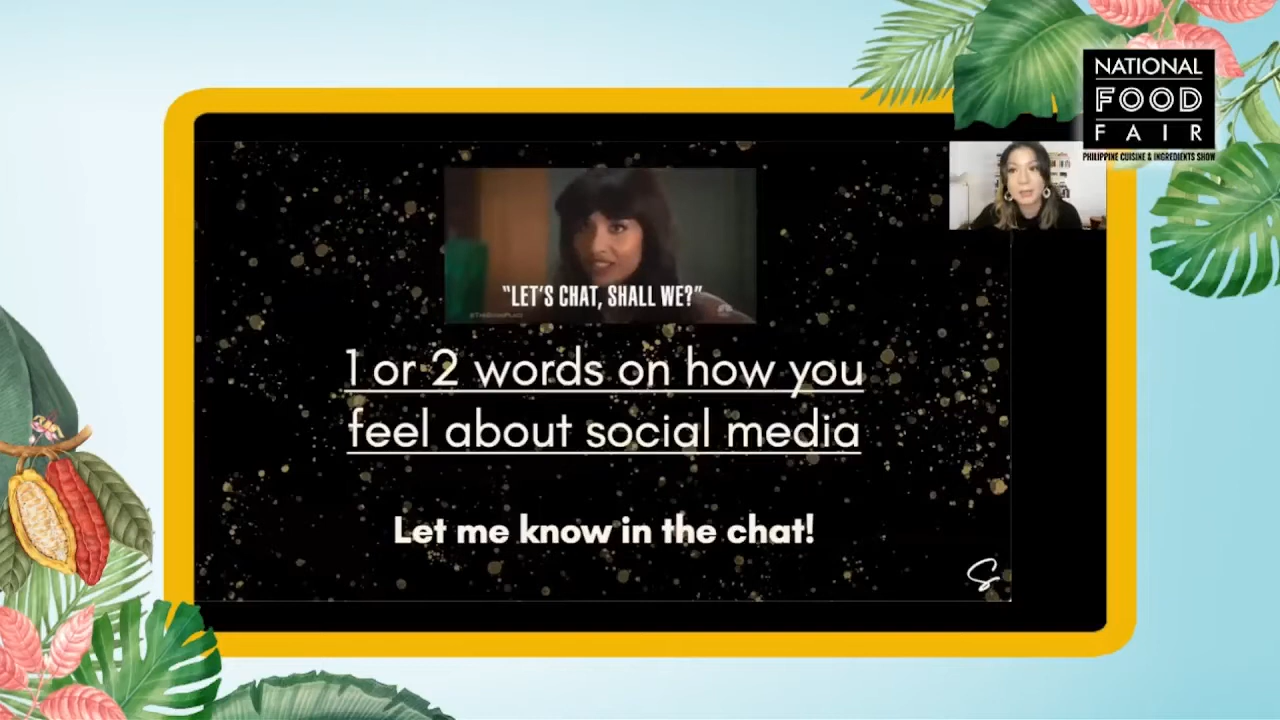 NATIONAL
FOOD
FAIR
PHILIPPINE CUISINE & INGREDIENTS SHOW
"LET'S CHAT, SHALL WE?"
1 or 2 words on how you
feel about social media
Let me know in the chat!
S